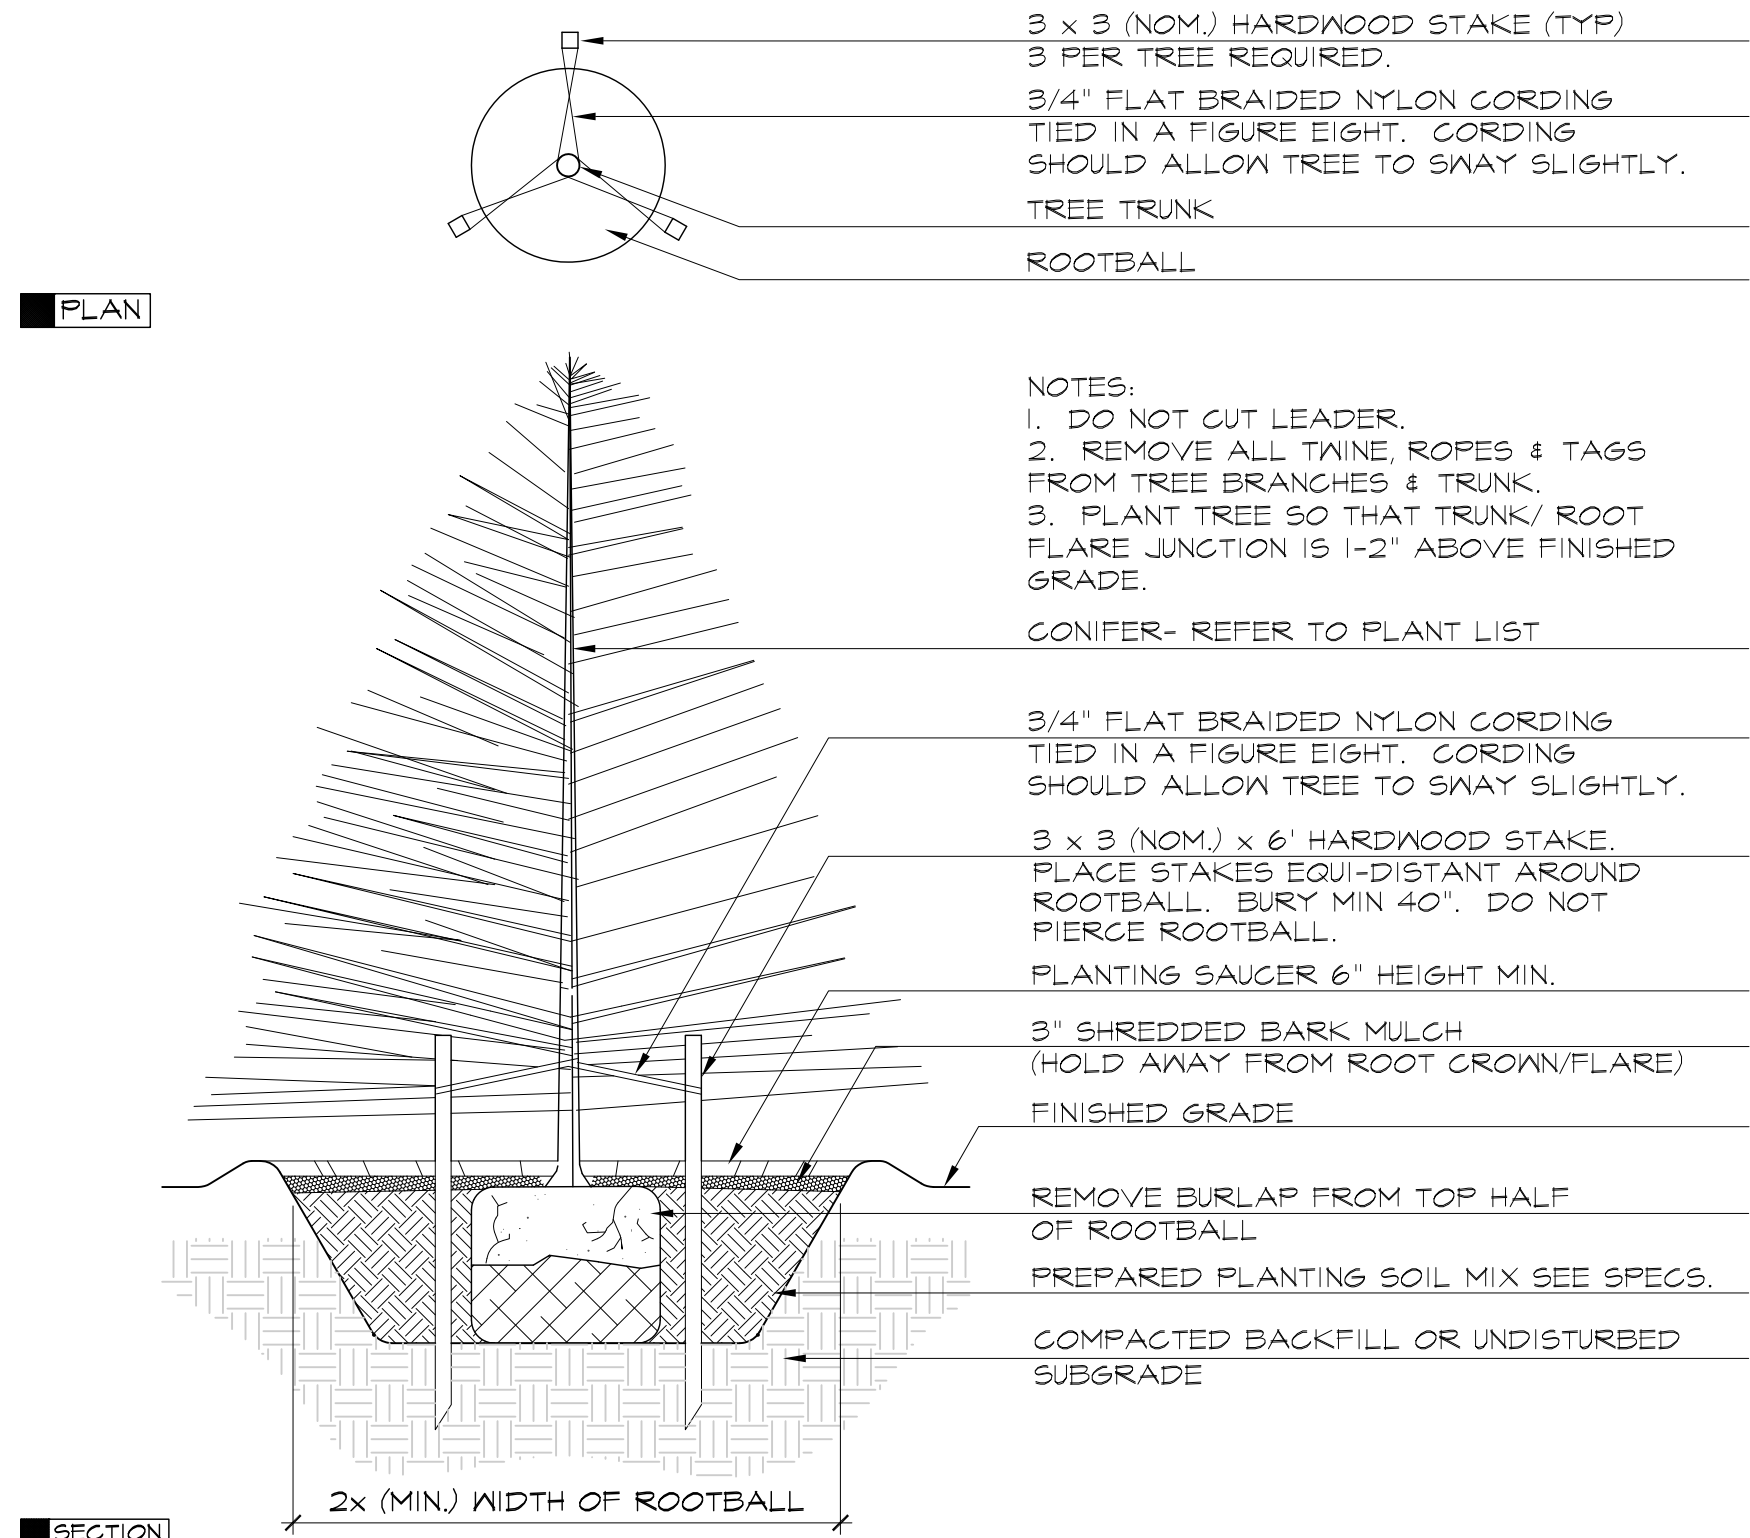 3 x 3 (NOM.) HARDWOOD STAKE (TYP)
3 PER TREE REQUIRED.
3/4" FLAT BRAIDED NYLON CORDING
TIED IN A FIGURE EIGHT. CORDING
SHOULD ALLOW TREE TO SWAY SLIGHTLY.
TREE TRUNK
ROOTBALL
PLAN
NOTES:
1. DO NOT CUT LEADER.
2. REMOVE ALL TWINE, ROPES & TAGS
FROM TREE BRANCHES & TRUNK.
3. PLANT TREE SO THAT TRUNK/ ROOT
FLARE JUNCTION IS 1-2" ABOVE FINISHED
GRADE.
CONIFER- REFER TO PLANT LIST
3/4" FLAT BRAIDED NYLON CORDING
TIED IN A FIGURE EIGHT. CORDING
SHOULD ALLOW TREE TO SWAY SLIGHTLY.
3 x 3 (NOM.) x 6' HARDWOOD STAKE.
PLACE STAKES EQUI-DISTANT AROUND
ROOTBALL. BURY MIN 40". DO NOT
PIERCE ROOTBALL.
PLANTING SAUCER 6" HEIGHT MIN.
3" SHREDDED BARK MULCH
(HOLD AWAY FROM ROOT CROWN/FLARE)
FINISHED GRADE
REMOVE BURLAP FROM TOP HALF
OF ROOTBALL
PREPARED PLANTING SOIL MIX SEE SPECS.
COMPACTED BACKFILL OR UNDISTURBED
SUBGRADE
2x (MIN.) WIDTH OF ROOTBALL
SECTION